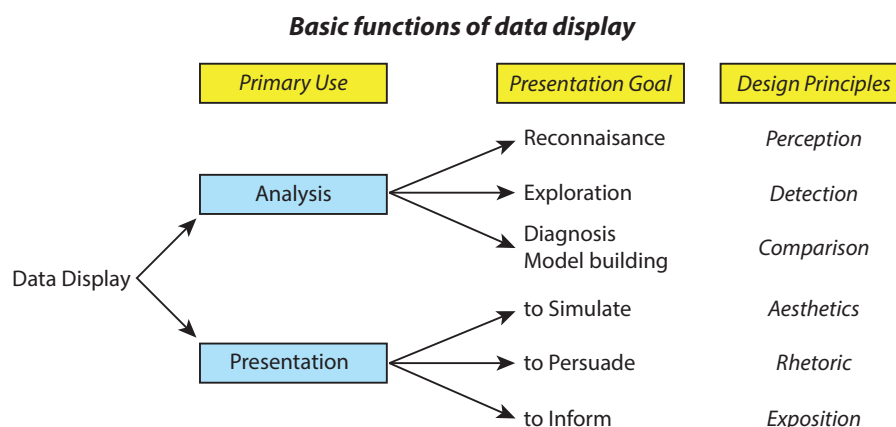 Basic functions of data display
Primary Use
Presentation Goal
Design Principles
Reconnaisance
Perception
Analysis
Exploration
Detection
Diagnosis
Model building
Comparison
Data Display
to Simulate
Aesthetics
Presentation
to Persuade
Rhetoric
to Inform
Exposition